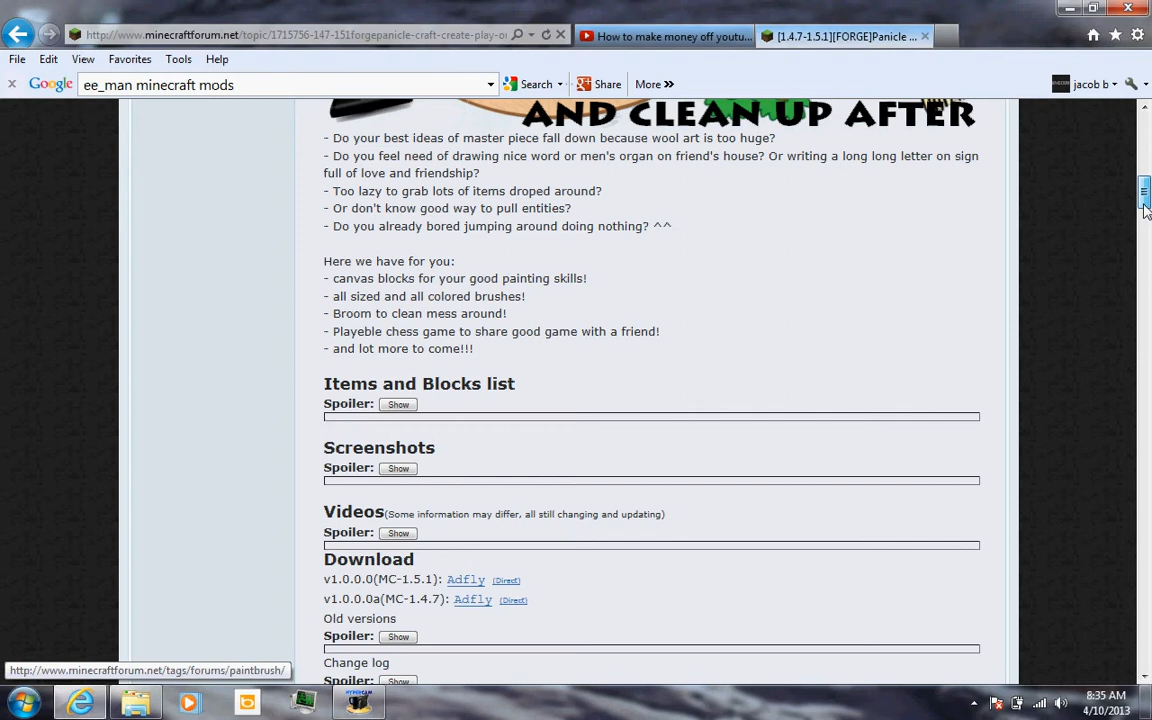 http://www.minecraftforum.net/topic/1715756-147-151forgepanicle-craft-create-play-o
How to make money off youtu...
[1.4.7-1.5.1][FORGE]Panicle ...
File Edit View Favorites Tools Help
Google ee_man minecraft mods Search Share More »
jacob b
AND CLEAN UP AFTER
- Do your best ideas of master piece fall down because wool art is too huge?
- Do you feel need of drawing nice word or men's organ on friend's house? Or writing a long long letter on sign
full of love and friendship?
- Too lazy to grab lots of items droped around?
- Or don't know good way to pull entities?
- Do you already bored jumping around doing nothing? ^^
Here we have for you:
- canvas blocks for your good painting skills!
- all sized and all colored brushes!
- Broom to clean mess around!
- Playeble chess game to share good game with a friend!
- and lot more to come!!!
Items and Blocks list
Spoiler: Show
Screenshots
Spoiler: Show
Videos(Some information may differ, all still changing and updating)
Spoiler: Show
Download
v1.0.0.0(MC-1.5.1): Adfly (Direct)
v1.0.0.0a(MC-1.4.7): Adfly (Direct)
Old versions
Spoiler: Show
Change log
Spoiler: Show
http://www.minecraftforum.net/tags/forums/paintbrush/
HYPERCAM
8:35 AM
4/10/2013